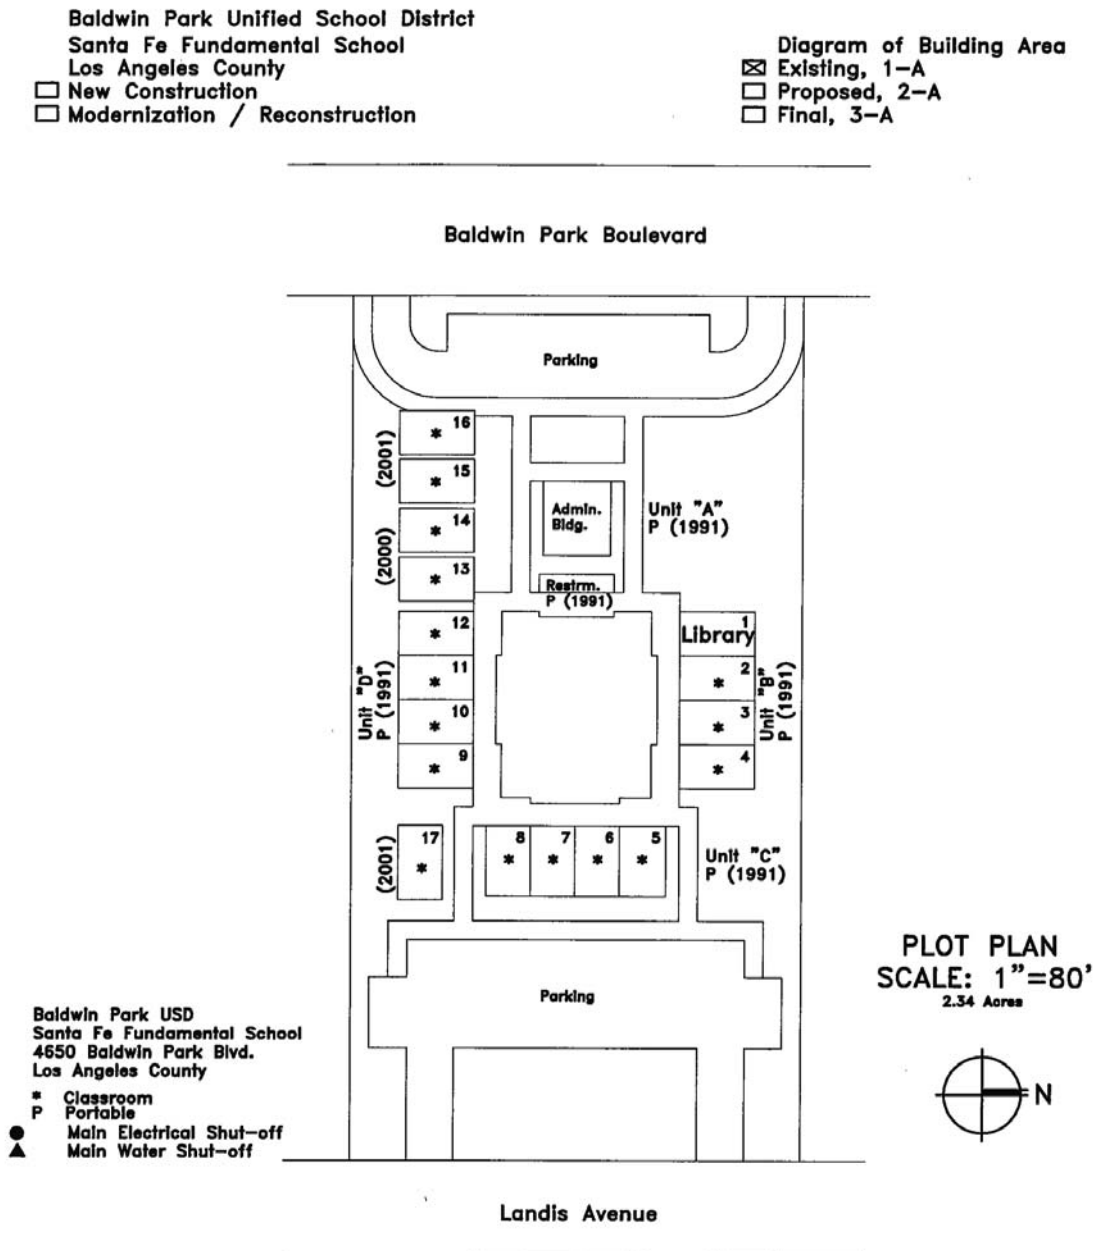 Baldwin Park Unified School District
Santa Fe Fundamental School
Los Angeles County
New Construction
Modernization / Reconstruction
Diagram of Building Area
Existing, 1-A
Proposed, 2-A
Final, 3-A
Baldwin Park Boulevard
Parking
16
*
(2001)
15
*
14
*
(2000)
13
*
Admin.
Bldg.
Unit "A"
P (1991)
Restrm.
P (1991)
12
*
11
*
10
*
9
*
Unit "D"
P (1991)
1
Library
2
*
3
*
4
*
Unit "B"
P (1991)
17
*
(2001)
8
*
7
*
6
*
5
*
Unit "C"
P (1991)
Parking
PLOT PLAN
SCALE: 1"=80'
2.34 Acres
N
Baldwin Park USD
Santa Fe Fundamental School
4650 Baldwin Park Blvd.
Los Angeles County
* Classroom
P Portable
Main Electrical Shut-off
Main Water Shut-off
Landis Avenue